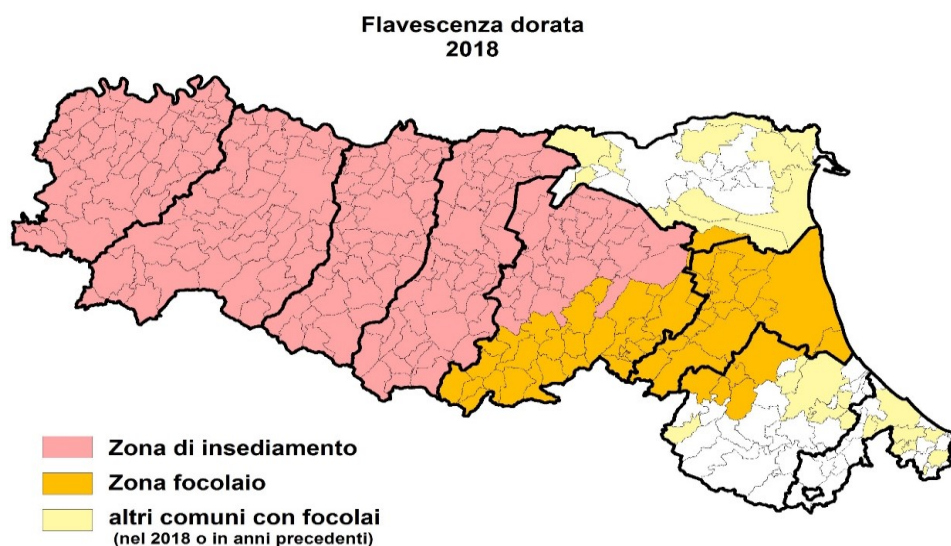 Flavescenza dorata
2018
Zona di insediamento
Zona focolaio
altri comuni con focolai
(nel 2018 o in anni precedenti)